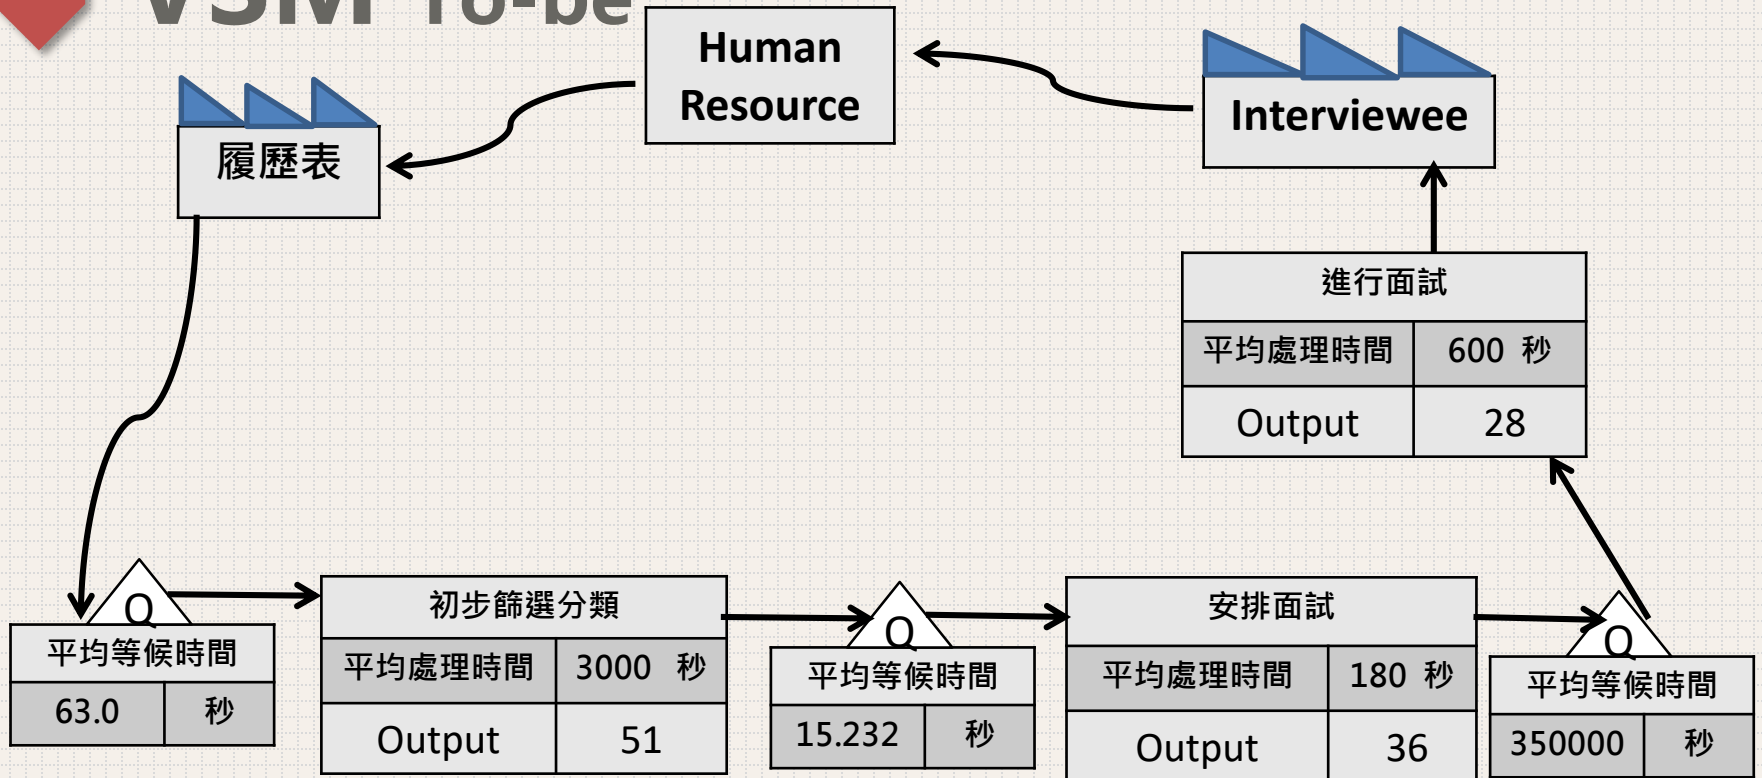 VSM To-be
Human
Resource
Interviewee
履歷表
進行面試
平均處理時間 600 秒
Output 28
Q
平均等候時間
63.0 秒
初步篩選分類
平均處理時間 3000 秒
Output 51
Q
平均等候時間
15.232 秒
安排面試
平均處理時間 180 秒
Output 36
Q
平均等候時間
350000 秒